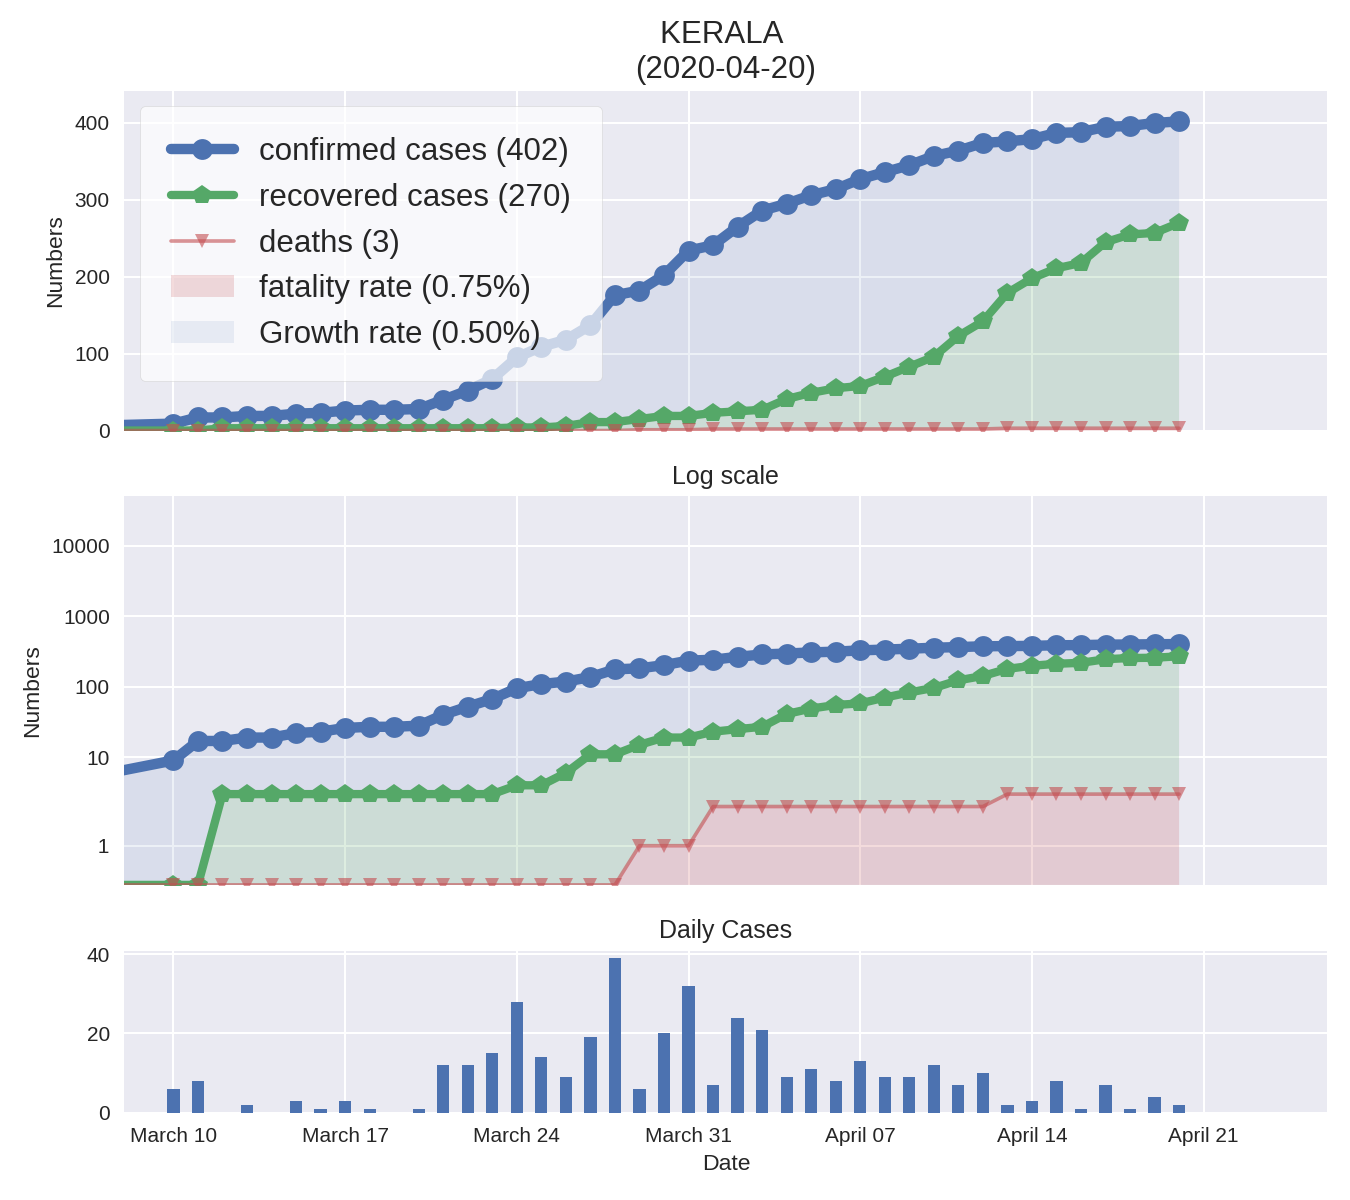 KERALA
(2020-04-20)
400
300
200
100
0
Numbers
confirmed cases (402)
recovered cases (270)
deaths (3)
fatality rate (0.75%)
Growth rate (0.50%)
Log scale
10000
1000
100
10
1
Numbers
Daily Cases
40
20
0
March 10 March 17 March 24 March 31 April 07 April 14 April 21
Date